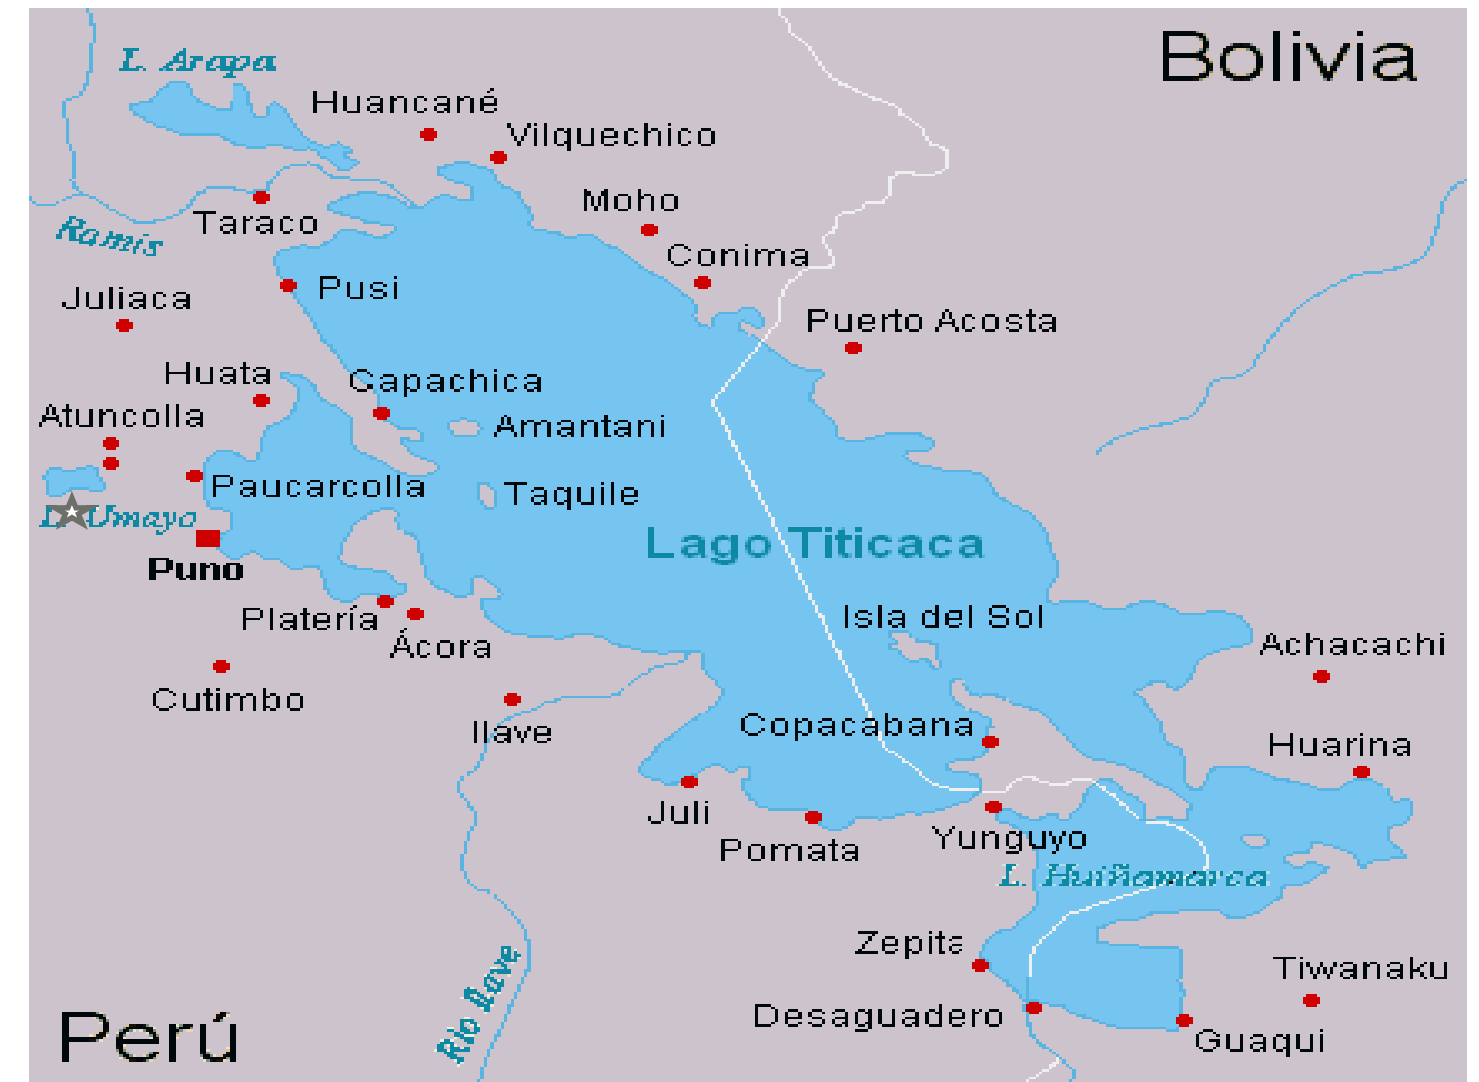 Bolivia
L. Arapa
Huancané
Vilquechico
Moho
Taraco
Ramis
Conima
Pusi
Juliaca
Puerto Acosta
Huata
Capachica
Atuncolla
Amantani
Paucarcolla
Taquile
L. Umayo
Lago Titicaca
Puno
Isla del Sol
Platería
Ácora
Achacachi
Cutimbo
Ilave
Copacabana
Huarina
Juli
Pomata
Yunguyo
L. Huiñamarca
Zepita
Tiwanaku
Desaguadero
Río Ilave
Perú
Guaqui